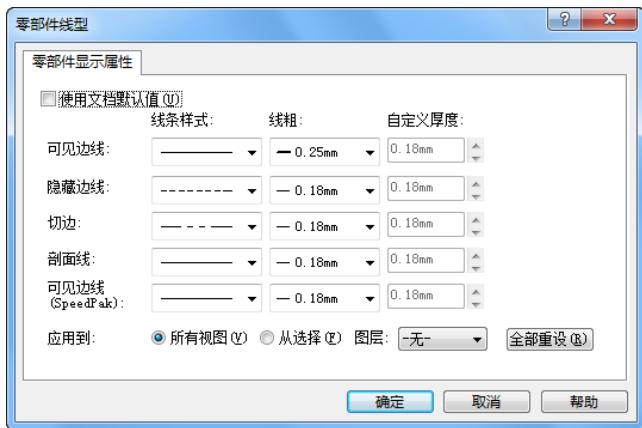 零部件线型
零部件显示属性
使用文档默认值(U)
线条样式: 线粗: 自定义厚度:
可见边线: 0.25mm 0.18mm
隐藏边线: 0.18mm 0.18mm
切边: 0.18mm 0.18mm
剖面线: 0.18mm 0.18mm
可见边线
(SpeedPak): 0.18mm 0.18mm
应用到: 所有视图(V) 从选择(F) 图层: -无- 全部重设(R)
确定 取消 帮助